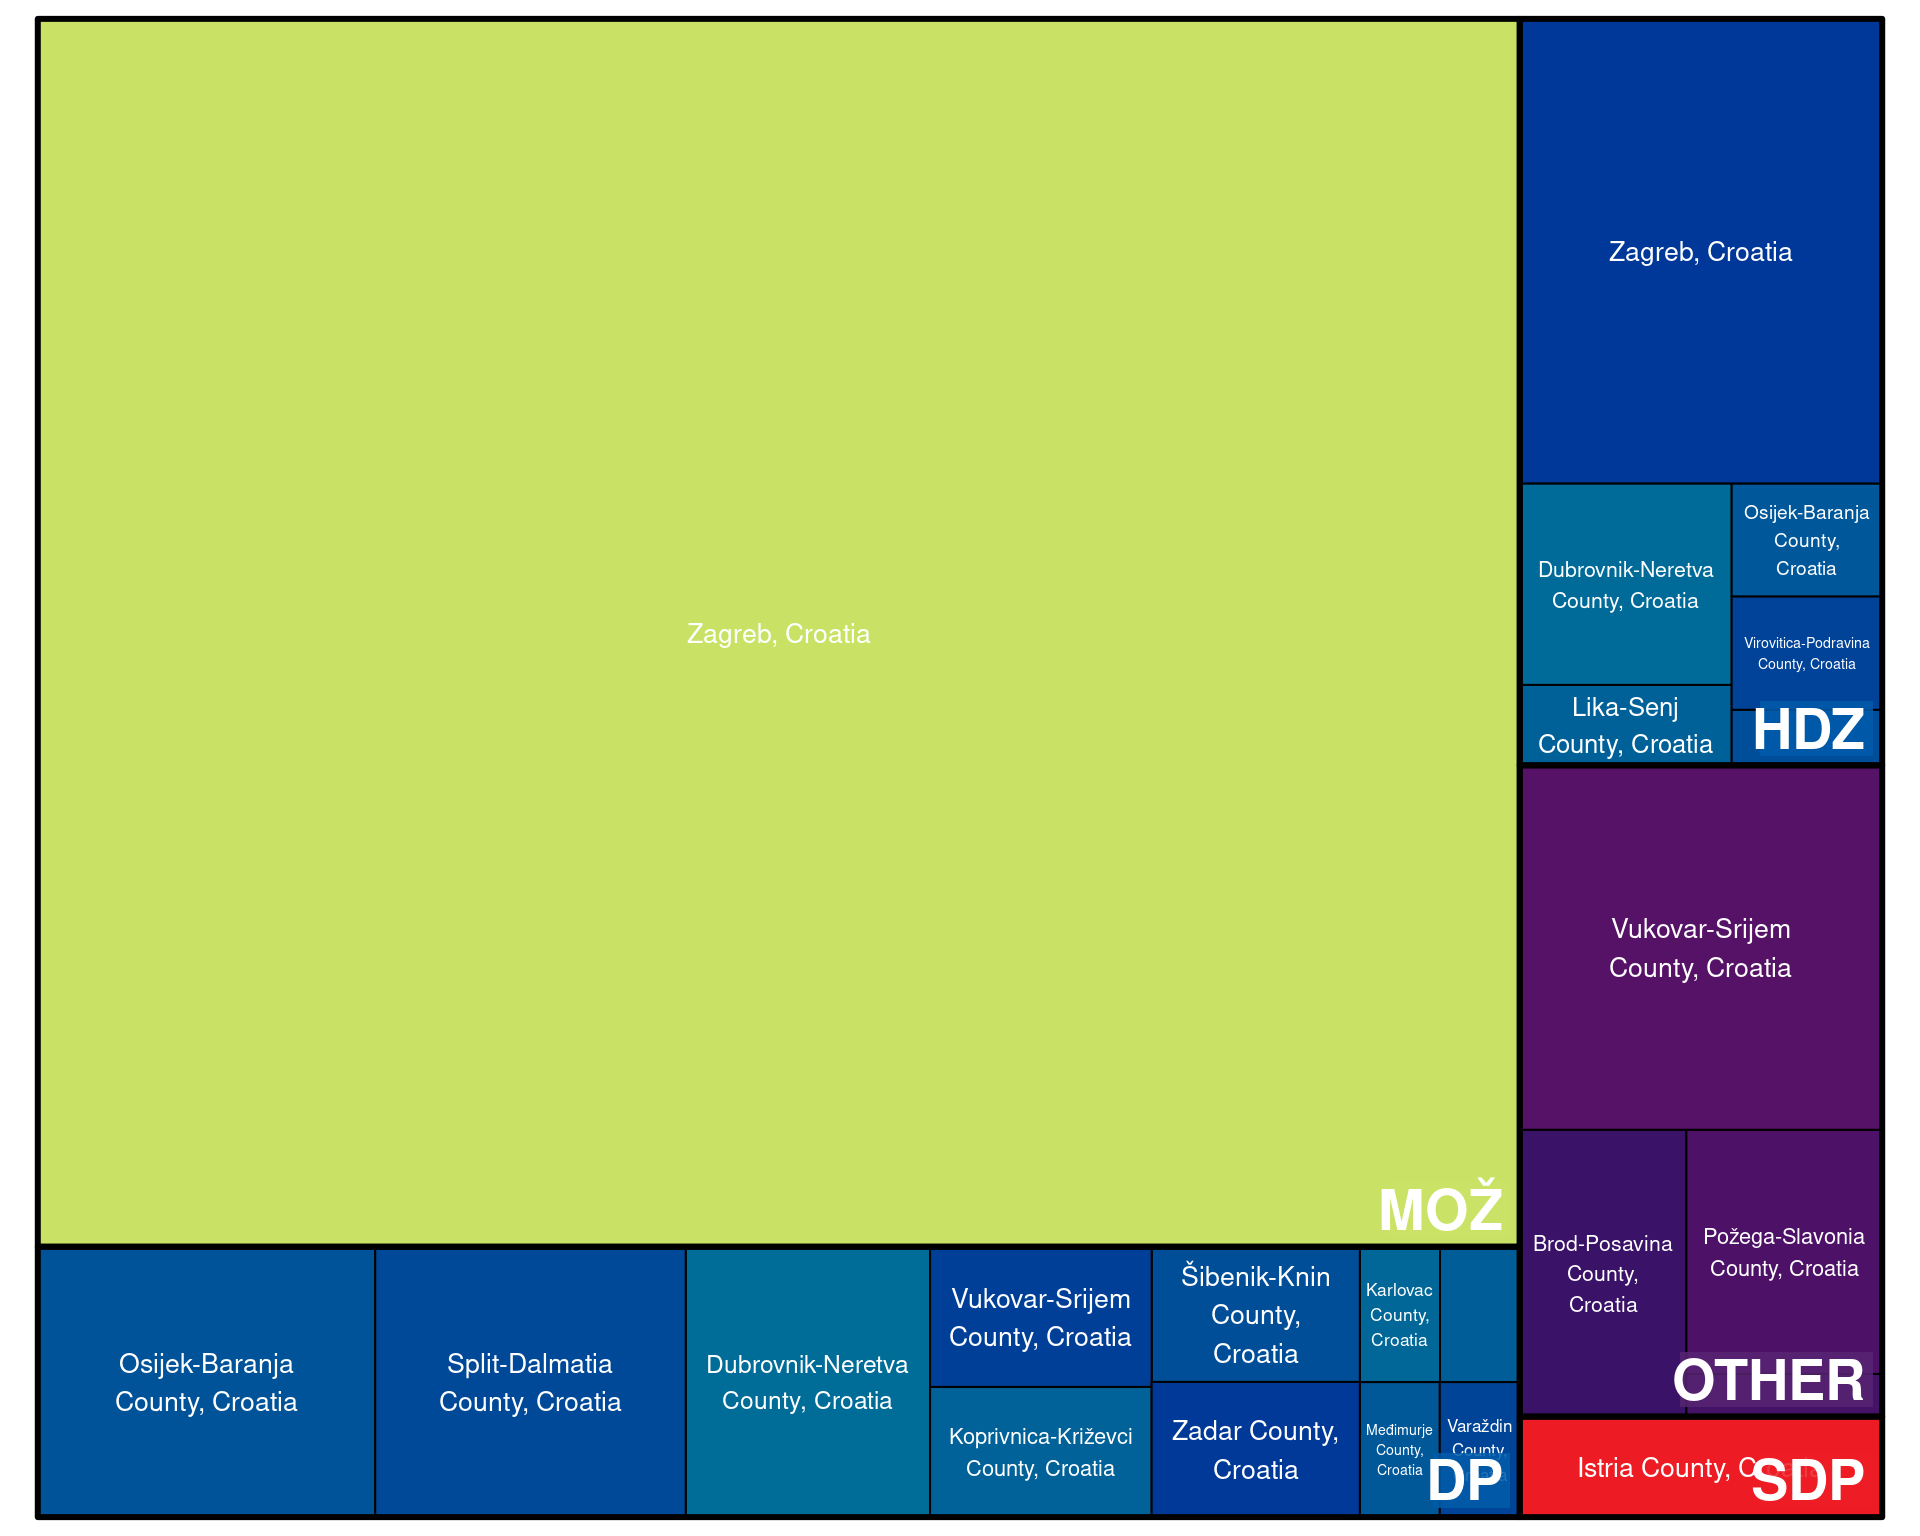 Zagreb, Croatia
MOŽ
Zagreb, Croatia
Dubrovnik-Neretva
County, Croatia
Osijek-Baranja
County,
Croatia
Virovitica-Podravina
County, Croatia
Lika-Senj
County, Croatia
HDZ
Vukovar-Srijem
County, Croatia
Brod-Posavina
County,
Croatia
Požega-Slavonia
County, Croatia
OTHER
Osijek-Baranja
County, Croatia
Split-Dalmatia
County, Croatia
Dubrovnik-Neretva
County, Croatia
Vukovar-Srijem
County, Croatia
Koprivnica-Križevci
County, Croatia
Šibenik-Knin
County,
Croatia
Zadar County,
Croatia
Karlovac
County,
Croatia
Međimurje
County,
Croatia
Varaždin
County,
DP
Istria County,
SDP